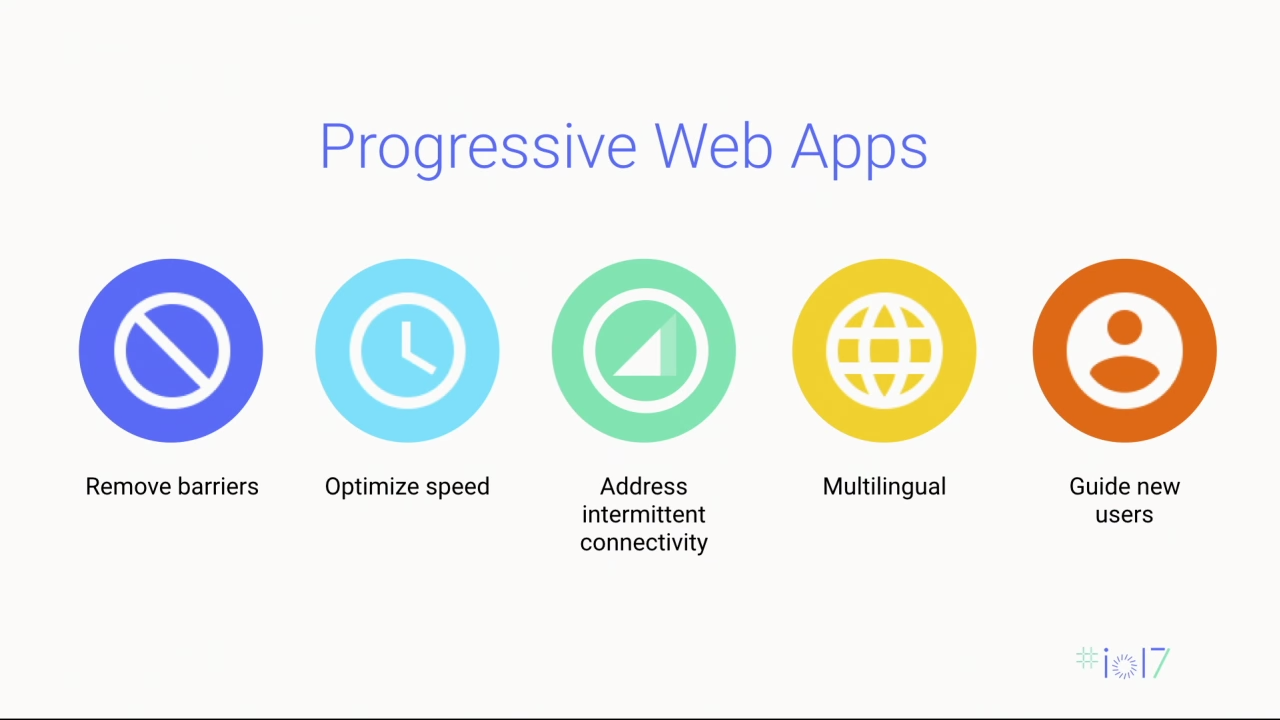 Progressive Web Apps
Remove barriers
Optimize speed
Address
intermittent
connectivity
Multilingual
Guide new
users
#io17